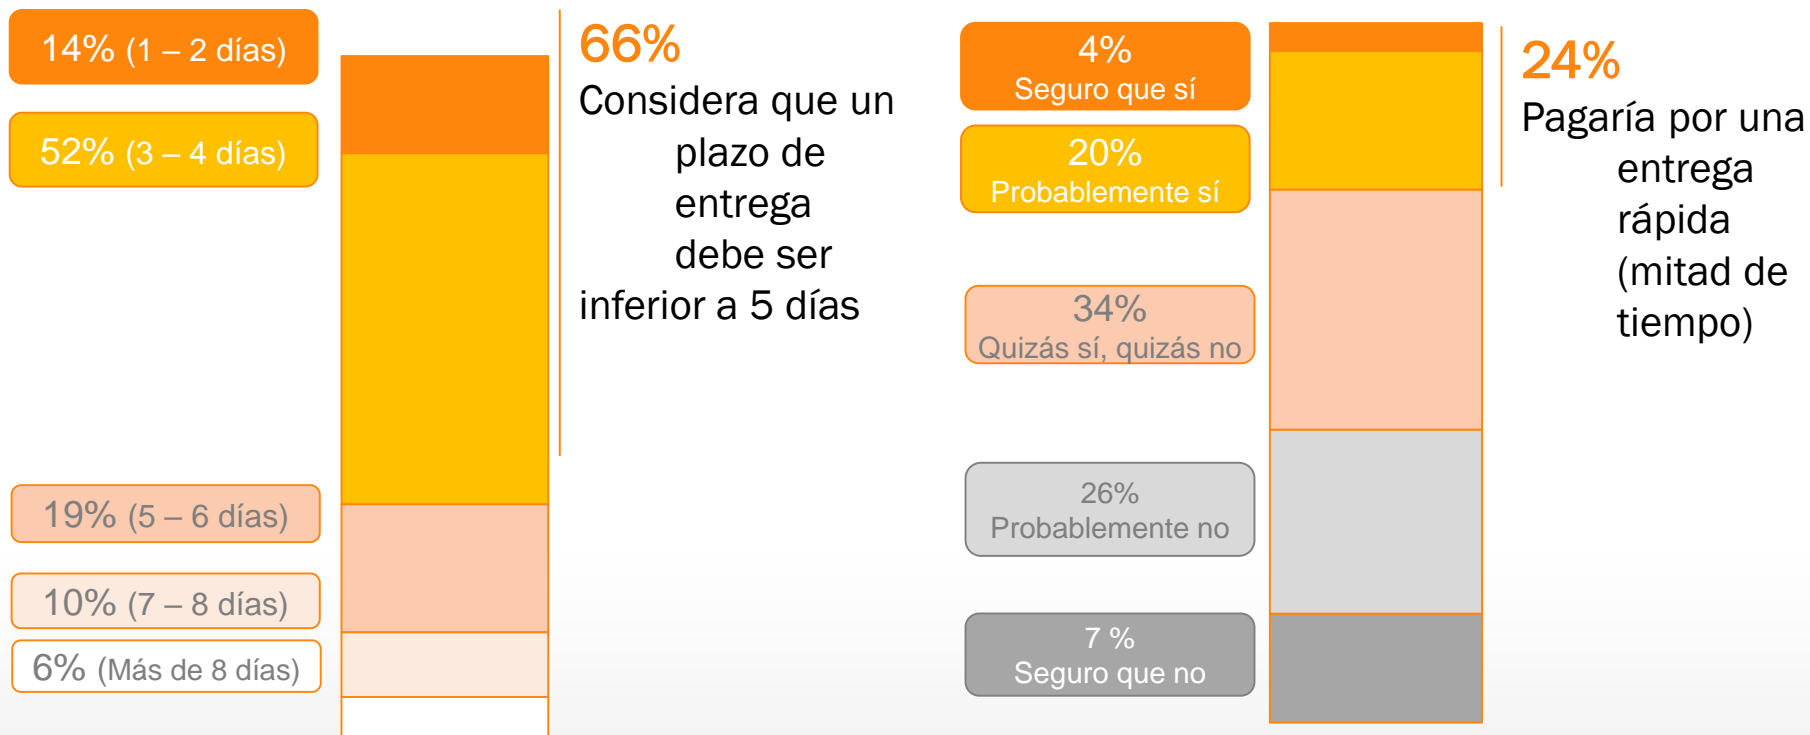 14% (1 – 2 días)
52% (3 – 4 días)
19% (5 – 6 días)
10% (7 – 8 días)
6% (Más de 8 días)
66%
Considera que un
plazo de
entrega
debe ser
inferior a 5 días
4%
Seguro que sí
20%
Probablemente sí
34%
Quizás sí, quizás no
26%
Probablemente no
7 %
Seguro que no
24%
Pagaría por una
entrega
rápida
(mitad de
tiempo)